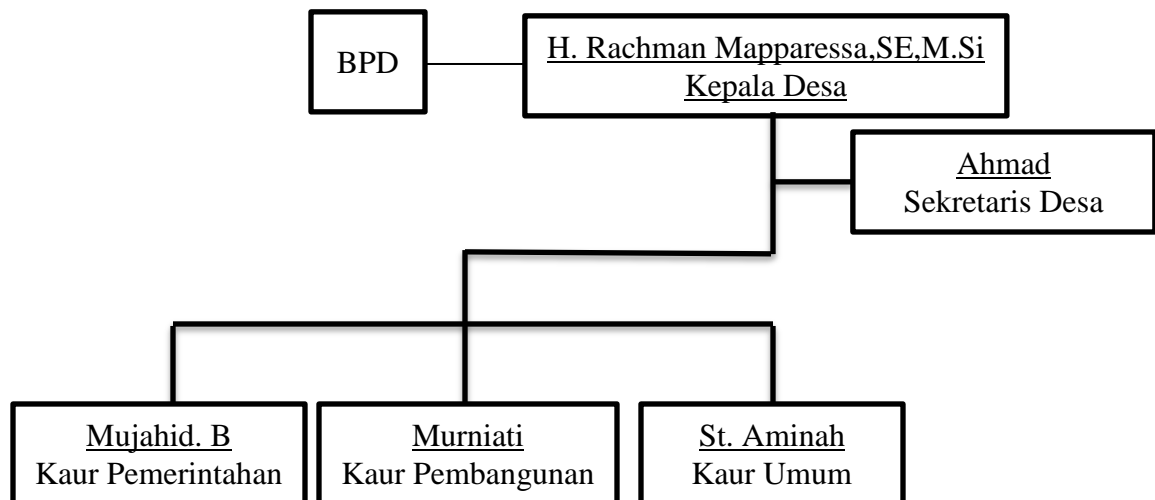 BPD
H. Rachman Mapparessa,SE,M.Si
Kepala Desa
Ahmad
Sekretaris Desa
Mujahid. B
Kaur Pemerintahan
Murniati
Kaur Pembangunan
St. Aminah
Kaur Umum